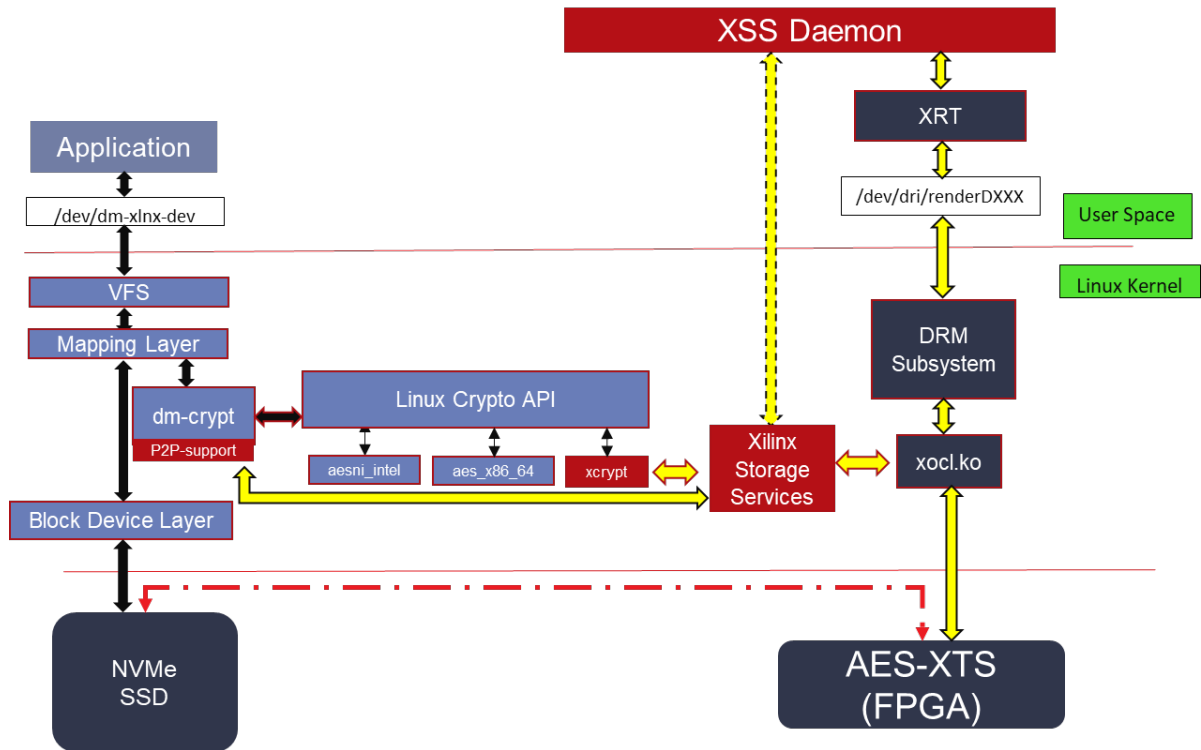 XSS Daemon
XRT
Application
/dev/dm-xlnx-dev
/dev/dri/renderDXXX
User Space
VFS
Linux Kernel
Mapping Layer
DRM
Subsystem
dm-crypt
P2P-support
Linux Crypto API
aesni_intel
aes_x86_64
xcrypt
Xilinx
Storage
Services
xocl.ko
Block Device Layer
NVMe
SSD
AES-XTS
(FPGA)